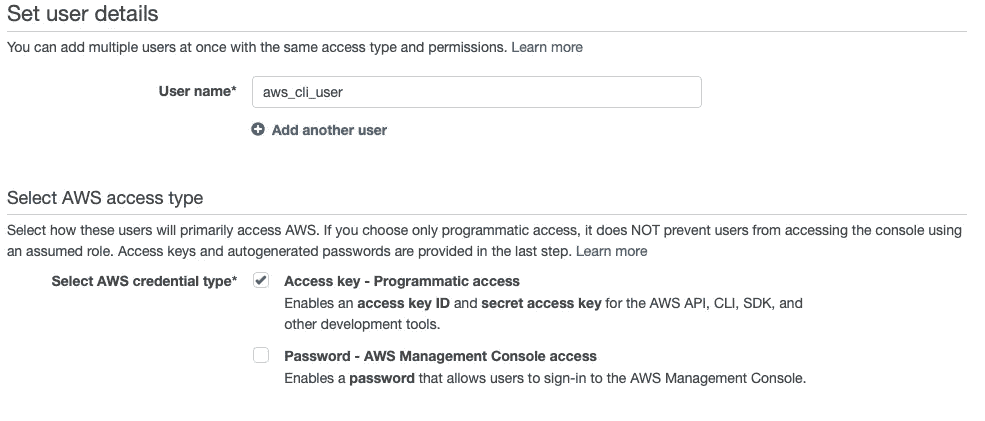 Set user details
You can add multiple users at once with the same access type and permissions. Learn more
User name*
aws_cli_user
Add another user
Select AWS access type
Select how these users will primarily access AWS. If you choose only programmatic access, it does NOT prevent users from accessing the console using
an assumed role. Access keys and autogenerated passwords are provided in the last step. Learn more
Select AWS credential type*
Access key - Programmatic access
Enables an access key ID and secret access key for the AWS API, CLI, SDK, and
other development tools.
Password - AWS Management Console access
Enables a password that allows users to sign-in to the AWS Management Console.